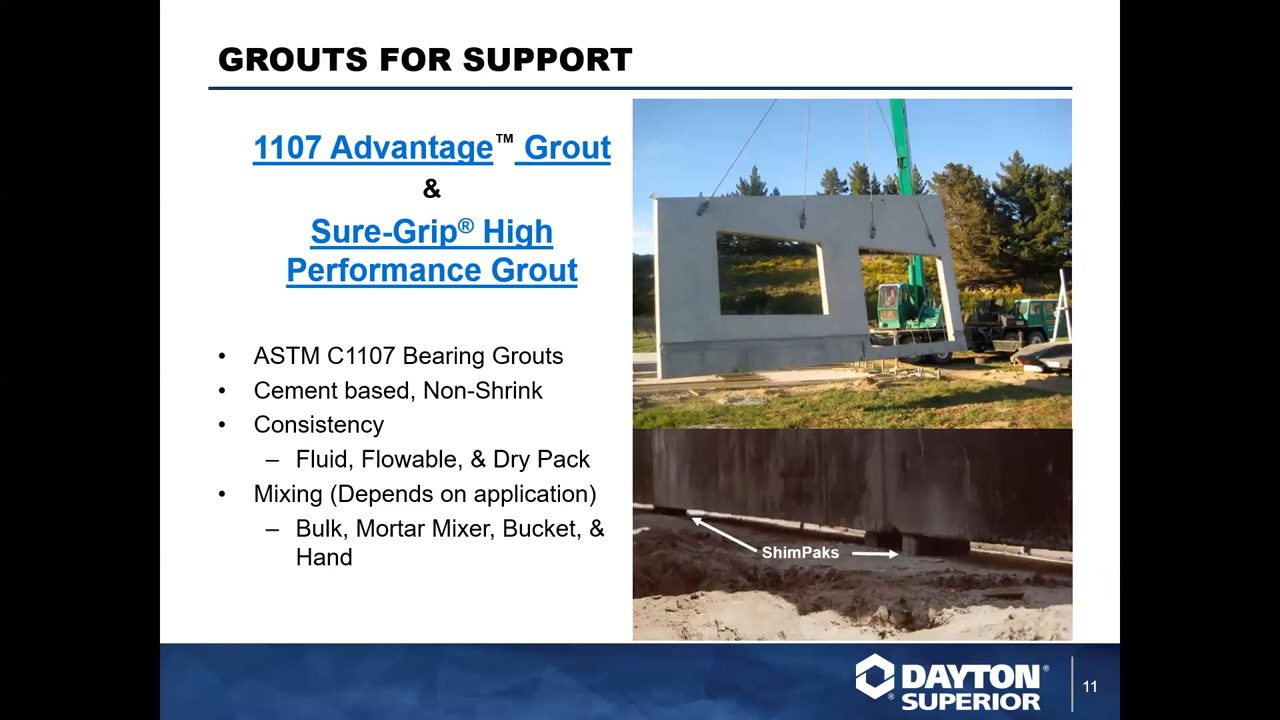 GROUTS FOR SUPPORT
1107 Advantage™ Grout
&
Sure-Grip® High
Performance Grout
• ASTM C1107 Bearing Grouts
• Cement based, Non-Shrink
• Consistency
– Fluid, Flowable, & Dry Pack
• Mixing (Depends on application)
– Bulk, Mortar Mixer, Bucket, &
Hand
ShimPaks
® DAYTON®
SUPERIOR
11